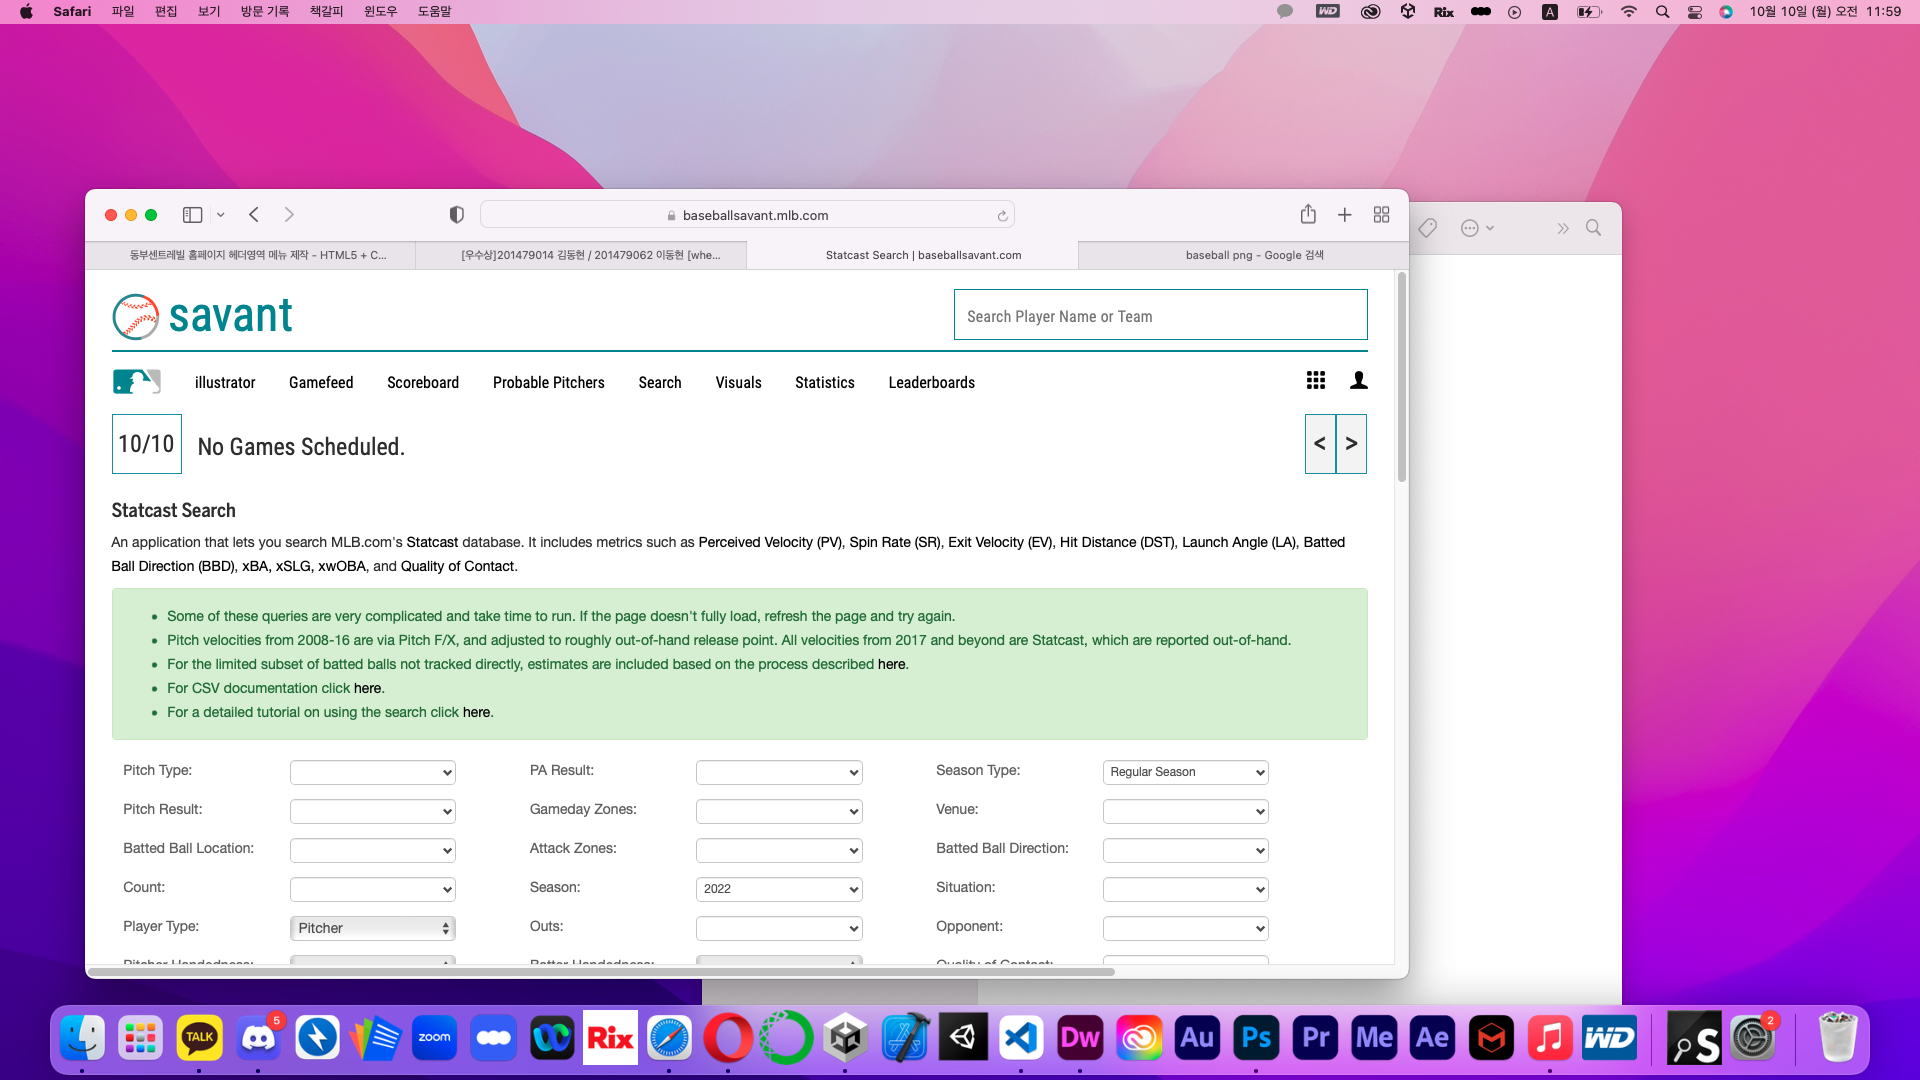 Safari 파일 편집 보기 방문 기록 책갈피 윈도우 도움말 WD Rix A 10월 10일 (월) 오전 11:59
baseballsavant.mlb.com
동부센트레빌 홈페이지 헤더영역 메뉴 제작 - HTML5 + C... [우수상]201479014 김동현 / 201479062 이동현 [whe... Statcast Search | baseballsavant.com baseball png - Google 검색
savant Search Player Name or Team
illustrator Gamefeed Scoreboard Probable Pitchers Search Visuals Statistics Leaderboards
10/10 No Games Scheduled. < >
Statcast Search
An application that lets you search MLB.com's Statcast database. It includes metrics such as Perceived Velocity (PV), Spin Rate (SR), Exit Velocity (EV), Hit Distance (DST), Launch Angle (LA), Batted
Ball Direction (BBD), xBA, xSLG, xwOBA, and Quality of Contact.
• Some of these queries are very complicated and take time to run. If the page doesn't fully load, refresh the page and try again.
• Pitch velocities from 2008-16 are via Pitch F/X, and adjusted to roughly out-of-hand release point. All velocities from 2017 and beyond are Statcast, which are reported out-of-hand.
• For the limited subset of batted balls not tracked directly, estimates are included based on the process described here.
• For CSV documentation click here.
• For a detailed tutorial on using the search click here.
Pitch Type: PA Result: Season Type: Regular Season
Pitch Result: Gameday Zones: Venue:
Batted Ball Location: Attack Zones: Batted Ball Direction:
Count: Season: 2022 Situation:
Player Type: Pitcher Outs: Opponent:
Pitcher Handedness: Batter Handedness: Quality of Contact:
TALK 5 zoom Rix Dw Au Ps Pr Me Ae WD S 2